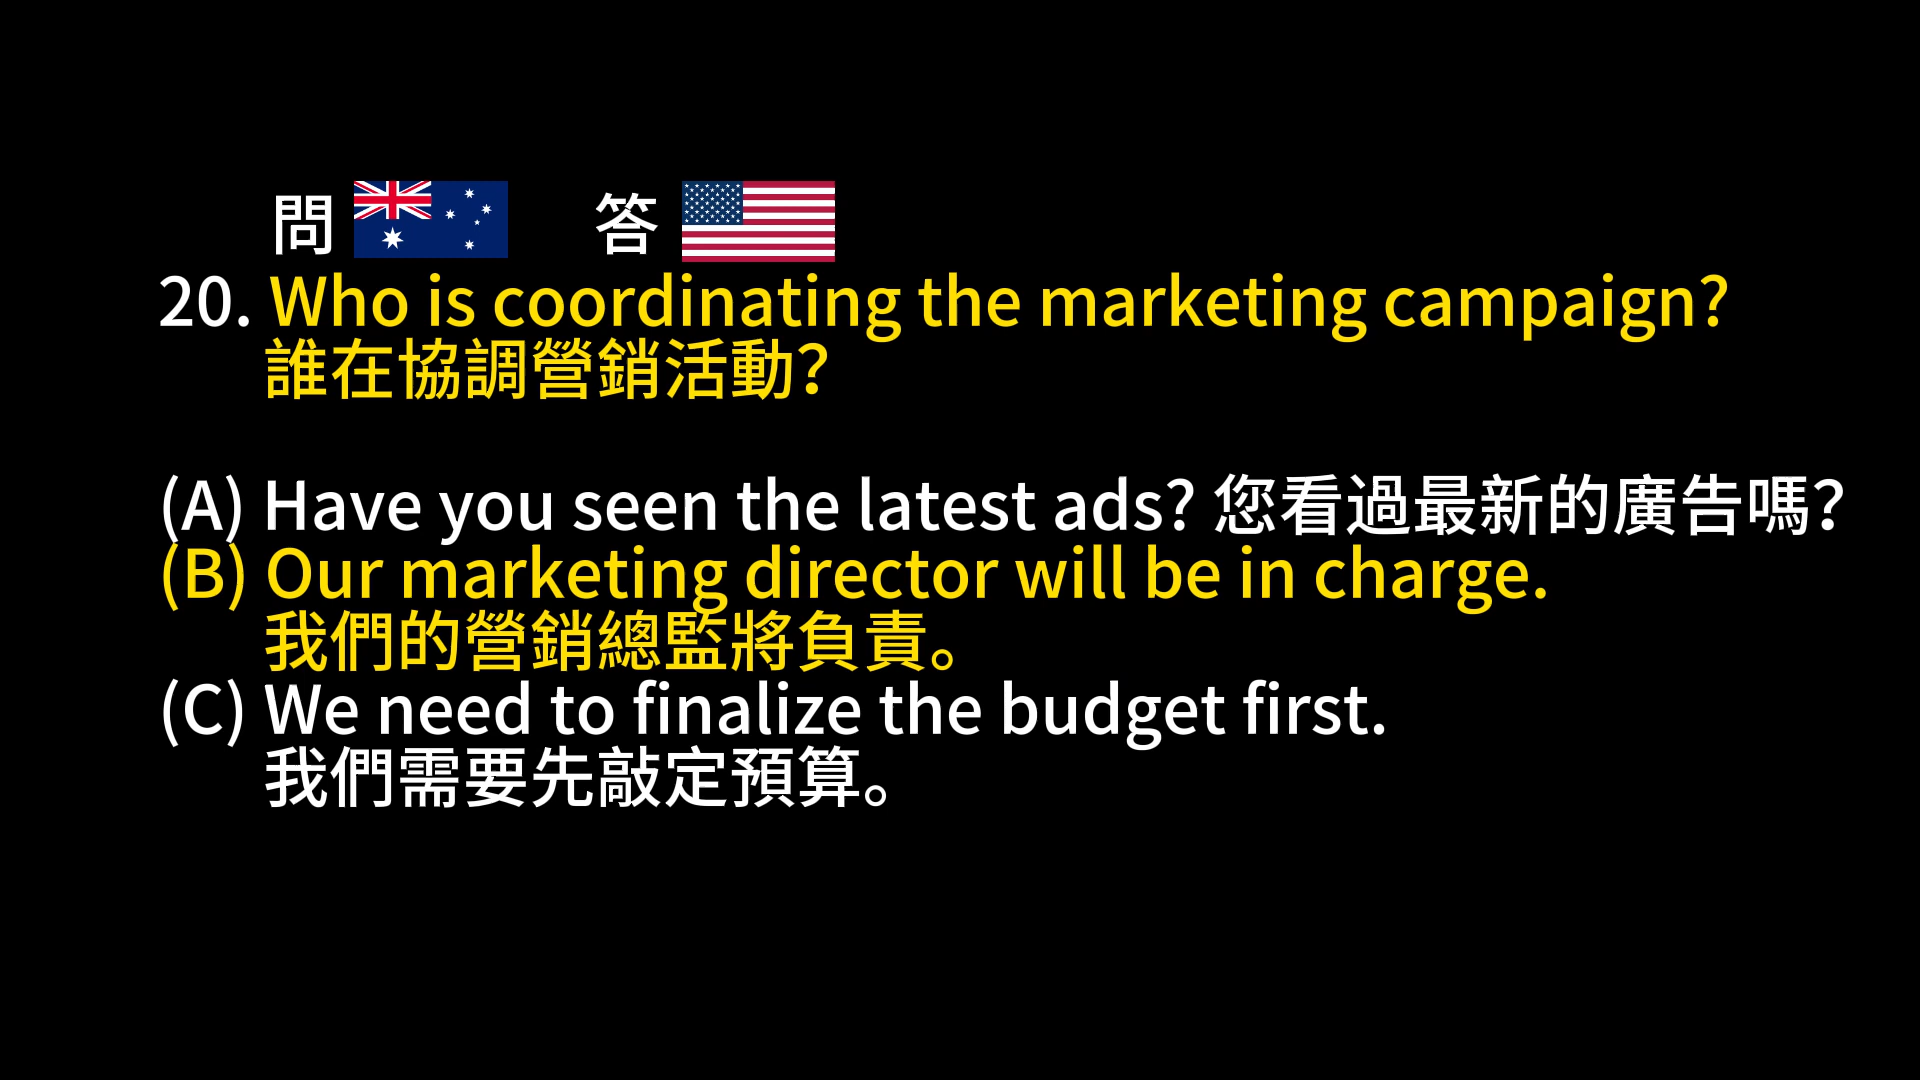 問 答
20. Who is coordinating the marketing campaign?
誰在協調營銷活動？
(A) Have you seen the latest ads? 您看過最新的廣告嗎？
(B) Our marketing director will be in charge.
我們的營銷總監將負責。
(C) We need to finalize the budget first.
我們需要先敲定預算。